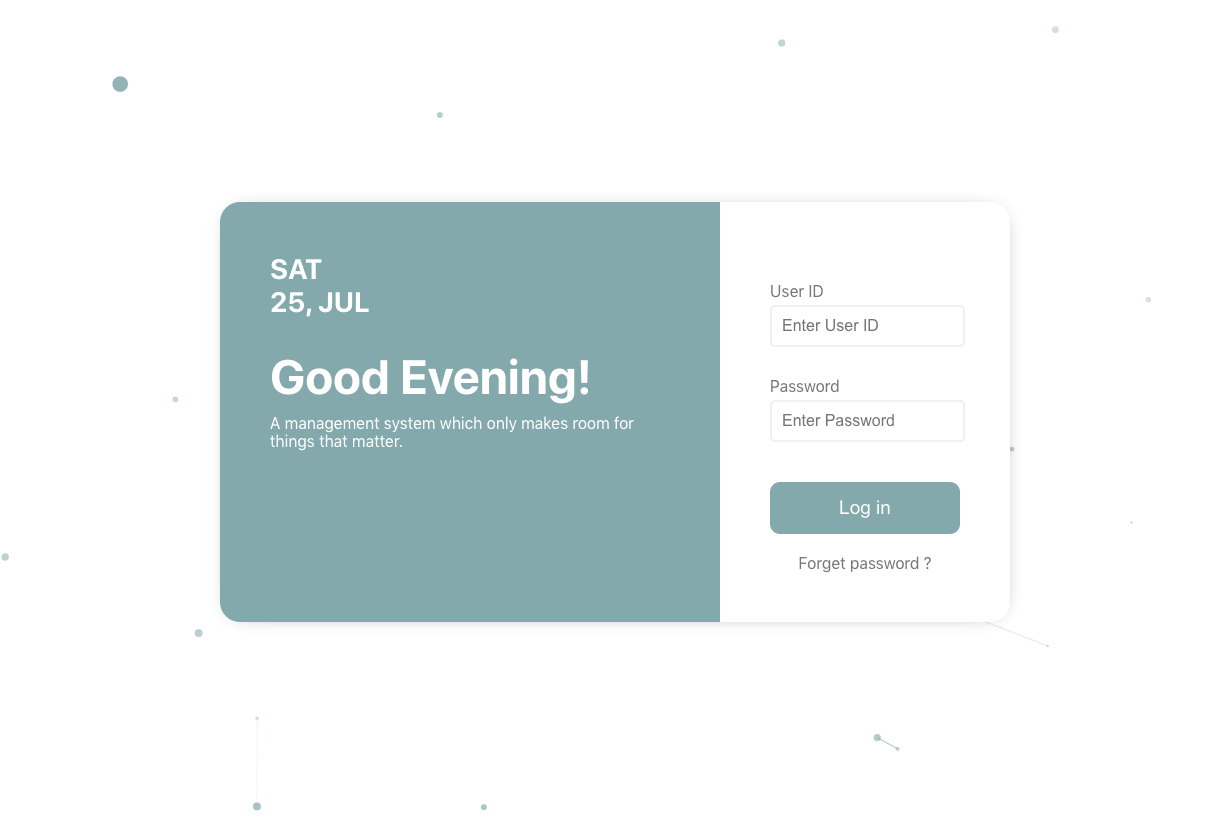 SAT
25, JUL
Good Evening!
A management system which only makes room for
things that matter.
User ID
Enter User ID
Password
Enter Password
Log in
Forget password ?